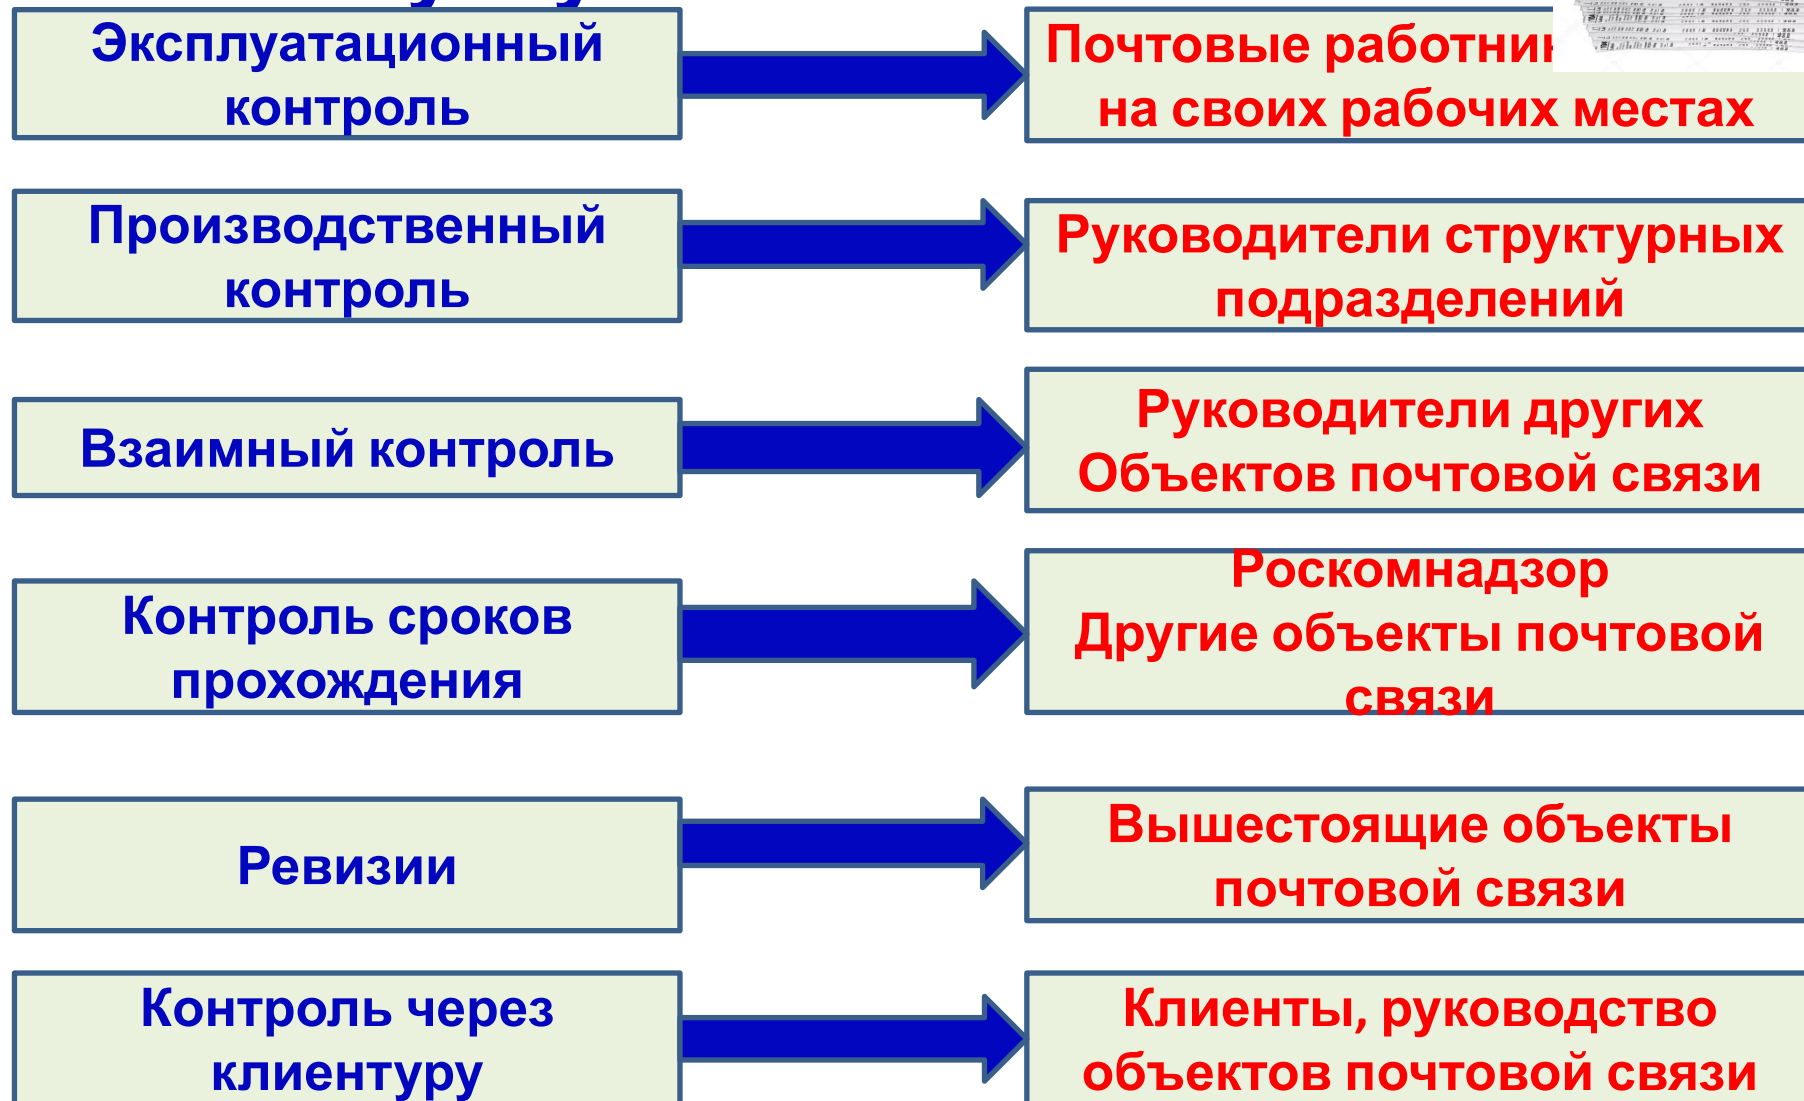 Эксплуатационный
контроль
Почтовые
на своих рабочих местах
Производственный
контроль
Руководители структурных
подразделений
Взаимный контроль
Руководители других
Объектов почтовой связи
Контроль сроков
прохождения
Роскомнадзор
Другие объекты почтовой
связи
Ревизии
Вышестоящие объекты
почтовой связи
Контроль через
клиентуру
Клиенты, руководство
объектов почтовой связи